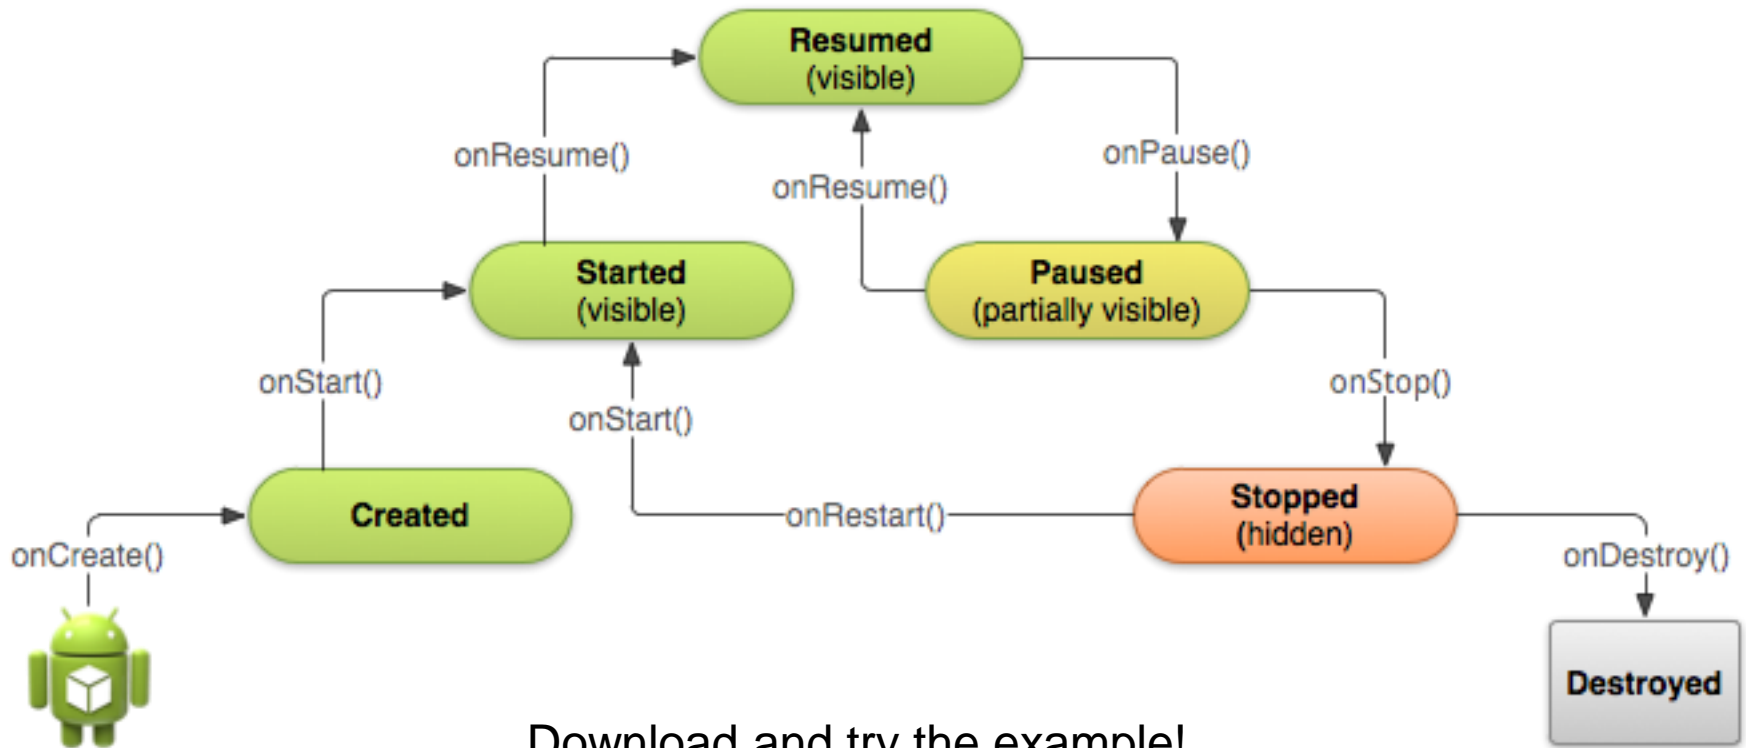 Resumed
(visible)
onResume()
onPause()
onResume()
Started
(visible)
Paused
(partially visible)
onStart()
onStop()
onStart()
Created
onRestart()
Stopped
(hidden)
onCreate()
onDestroy()
Destroyed
Download and try the example!